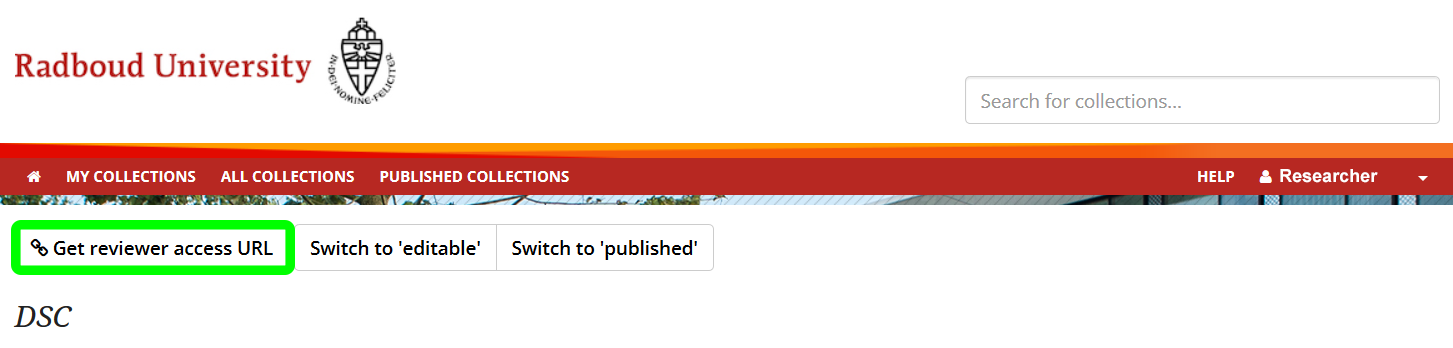 Radboud University
IN·DEI·NOMINE·FELICITER
Search for collections...
MY COLLECTIONS ALL COLLECTIONS PUBLISHED COLLECTIONS HELP Researcher
Get reviewer access URL Switch to 'editable' Switch to 'published'
DSC